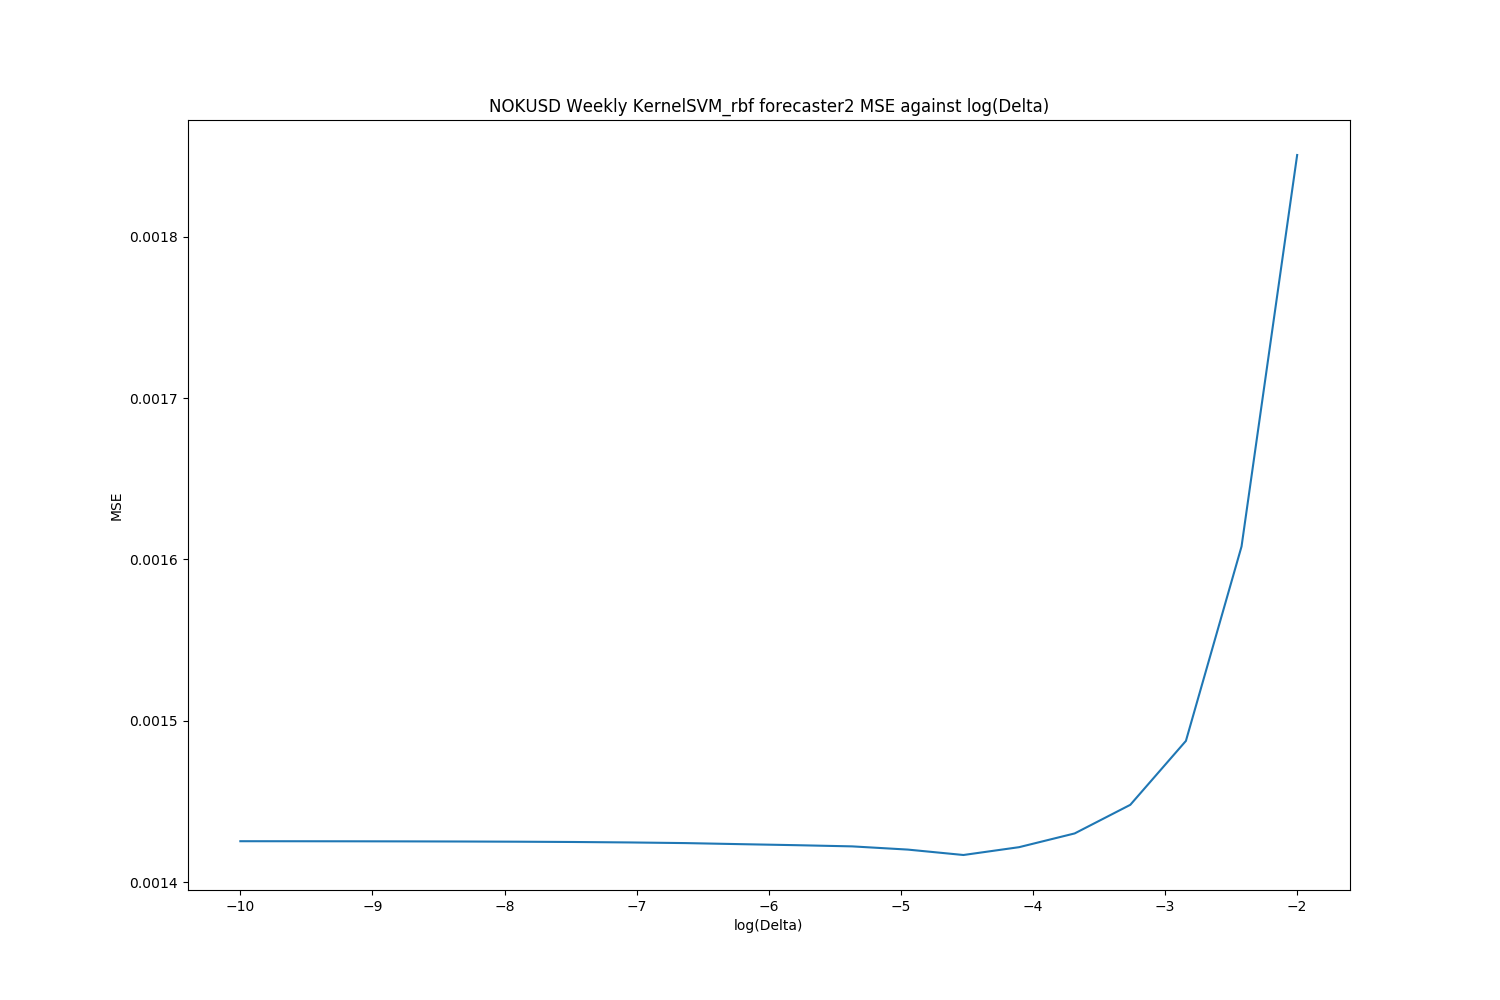 NOKUSD Weekly KernelSVM_rbf forecaster2 MSE against log(Delta)
0.0018
0.0017
0.0016
0.0015
0.0014
MSE
−10 −9 −8 −7 −6 −5 −4 −3 −2
log(Delta)